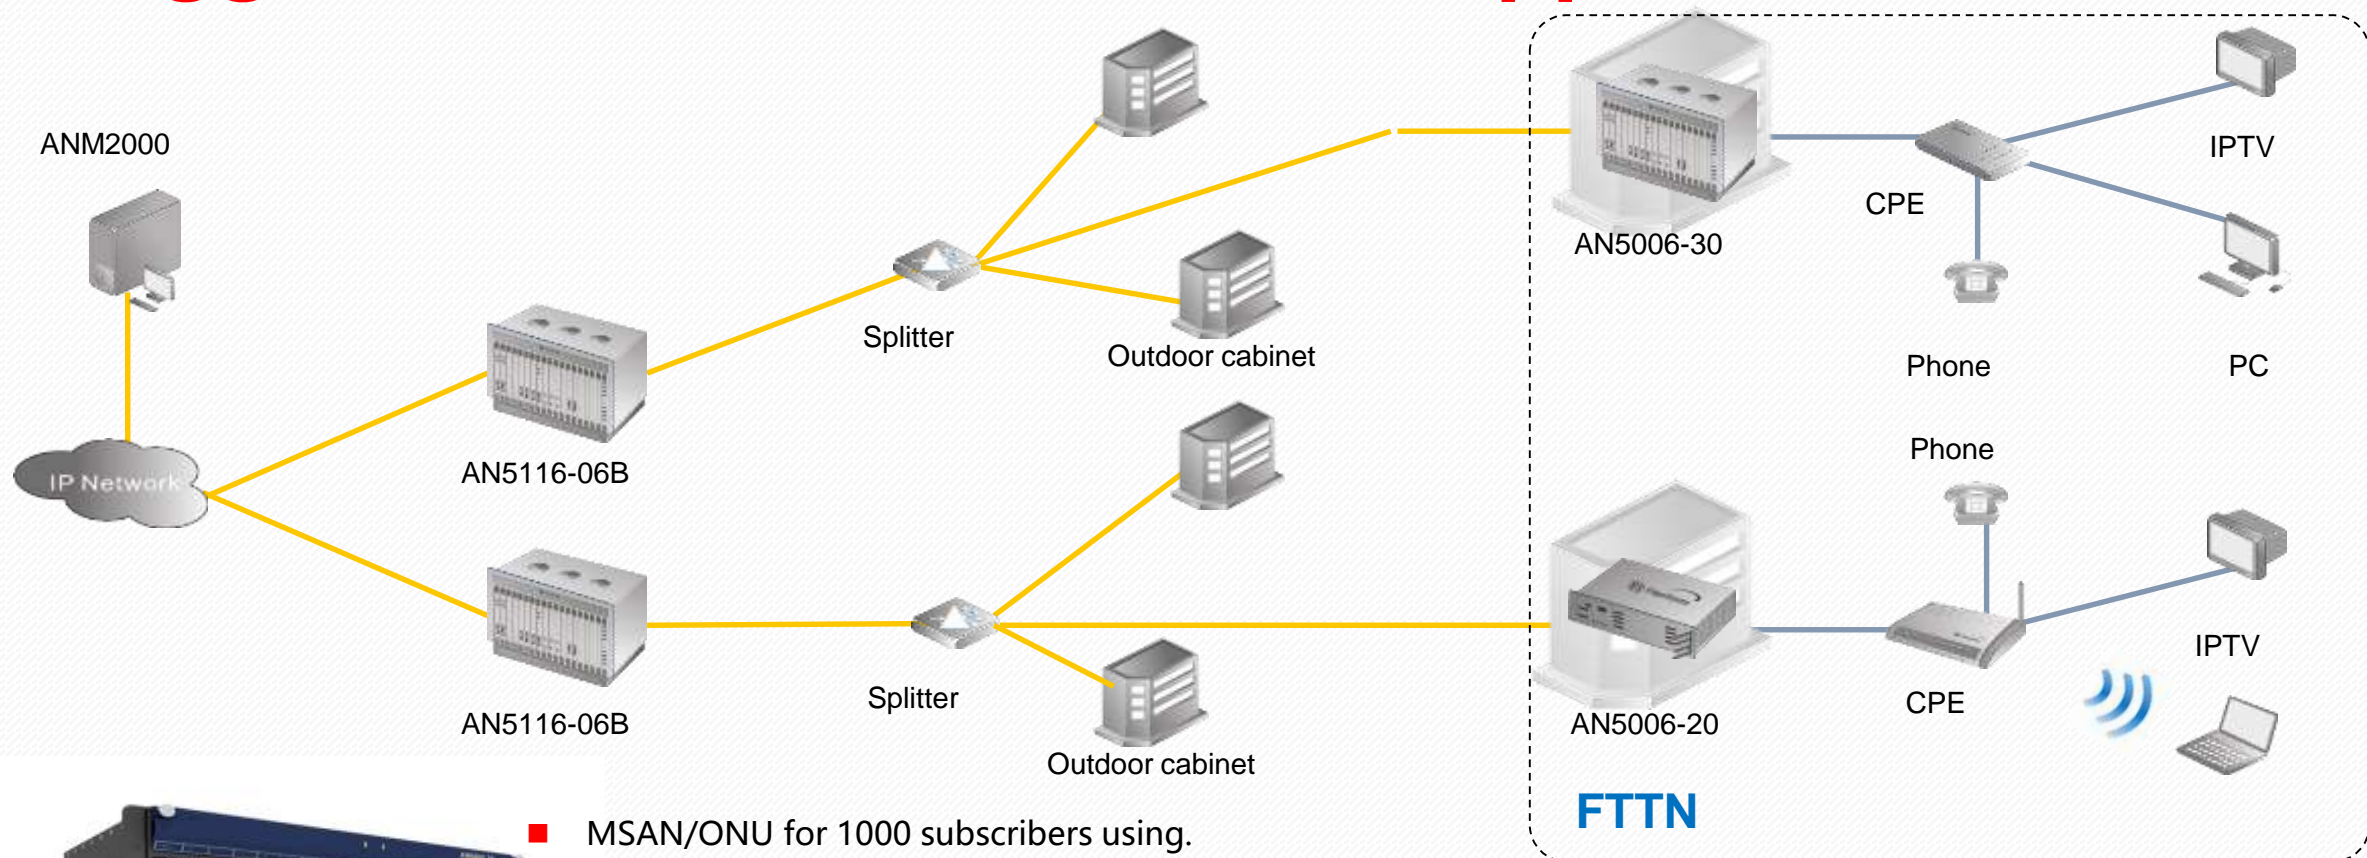 ANM2000
IPTV
CPE
AN5006-30
Splitter
Outdoor cabinet
Phone
PC
Phone
AN5116-06B
IP Network
IPTV
Splitter
CPE
AN5116-06B
AN5006-20
Outdoor cabinet
FTTN
MSAN/ONU for 1000 subscribers using.